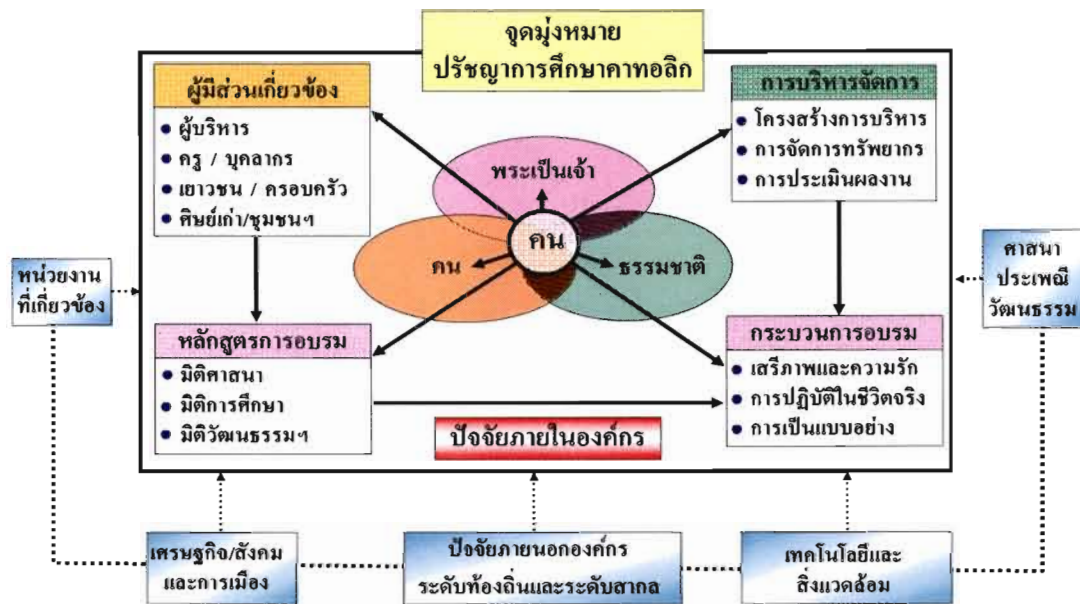 จุดมุ่งหมาย
ปรัชญาการศึกษาคาทอลิก
ผู้มีส่วนเกี่ยวข้อง
ผู้บริหาร
ครู / บุคลากร
เยาวชน / ครอบครัว
ศิษย์เก่า/ชุมชนฯ
การบริหารจัดการ
โครงสร้างการบริหาร
การจัดการทรัพยากร
การประเมินผลงาน
พระเป็นเจ้า
คน
คน
ธรรมชาติ
หน่วยงาน
ที่เกี่ยวข้อง
ศาสนา
ประเพณี
วัฒนธรรม
หลักสูตรการอบรม
มิติศาสนา
มิติการศึกษา
มิติวัฒนธรรมฯ
กระบวนการอบรม
เสรีภาพและความรัก
การปฏิบัติในชีวิตจริง
การเป็นแบบอย่าง
ปัจจัยภายในองค์กร
เศรษฐกิจ/สังคม
และการเมือง
ปัจจัยภายนอกองค์กร
ระดับท้องถิ่นและระดับสากล
เทคโนโลยีและ
สิ่งแวดล้อม